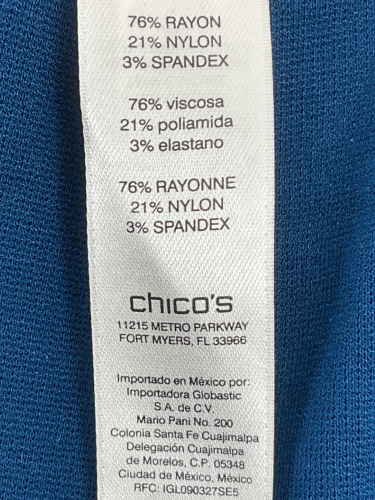 76% RAYON
21% NYLON
3% SPANDEX
76% viscosa
21% poliamida
3% elastano
76% RAYONNE
21% NYLON
3% SPANDEX
chico's
11215 METRO PARKWAY
FORT MYERS, FL 33966
Importado en México por:
Importadora Globastic
S.A. de C.V.
Mario Pani No. 200
Colonia Santa Fe Cuajimalpa
Delegación Cuajimalpa
de Morelos, C.P. 05348
Ciudad de México, México
RFC: IGL090327SE5